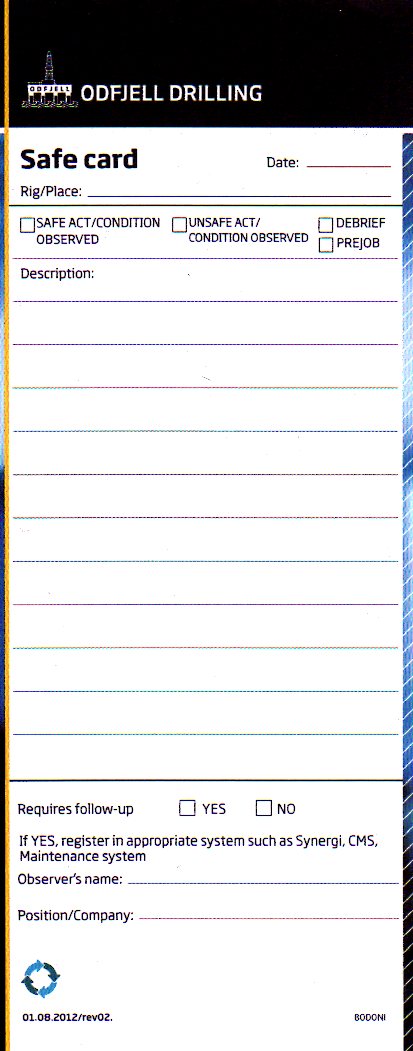 ODFJELL
ODFJELL DRILLING
Safe card
Date:
Rig/Place:
SAFE ACT/CONDITION OBSERVED
UNSAFE ACT/ CONDITION OBSERVED
DEBRIEF
PREJOB
Description:
Requires follow-up YES NO
If YES, register in appropriate system such as Synergi, CMS,
Maintenance system
Observer's name:
Position/Company:
01.08.2012/rev02.
BODONI